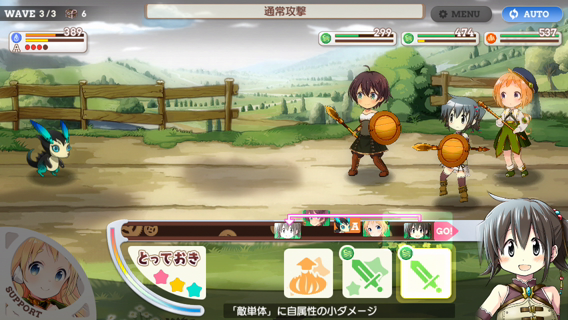 WAVE 3/3 6
通常攻撃
MENU
AUTO
389
A
299
474
537
A
GO!
とっておき
SUPPORT
「敵単体」に自属性の小ダメージ